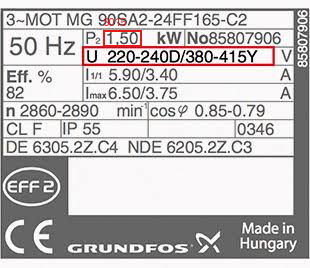 3~MOT MG 90SA2-24FF165-C2
50 Hz P2 1,50 kW No85807906
U 220-240D/380-415Y V
Eff. % 82 I1/1 5.90/3.40 A
Imax 6.50/3.75 A
n 2860-2890 min-1 cosφ 0.85-0.79
CL F IP 55 0346
DE 6305.2Z.C4 NDE 6205.2Z.C3
85807906
EFF 2
CE GRUNDFOS
Made in
Hungary